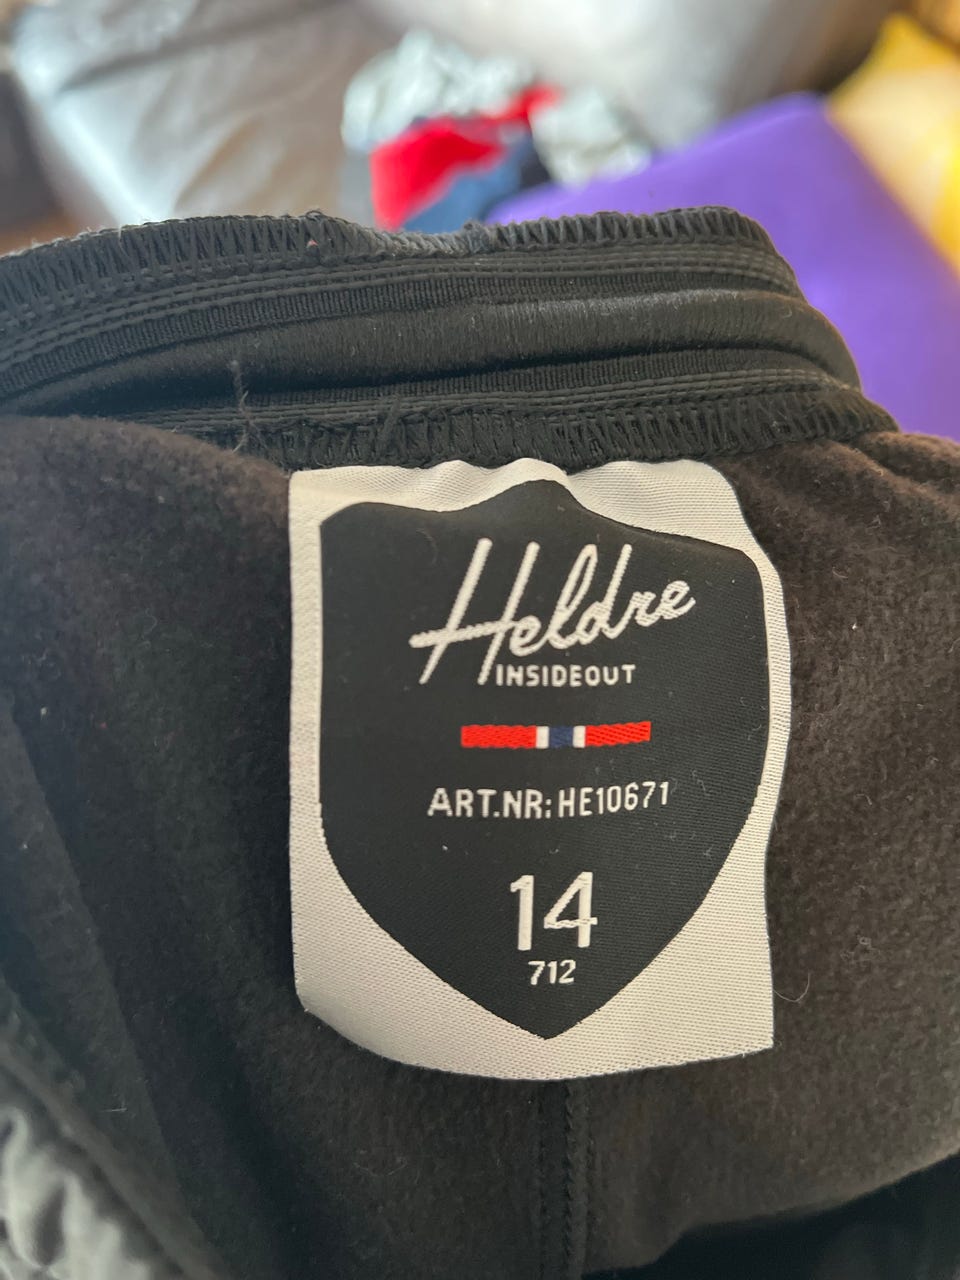 Heldre
INSIDEOUT
ART.NR: HE10671
14
712